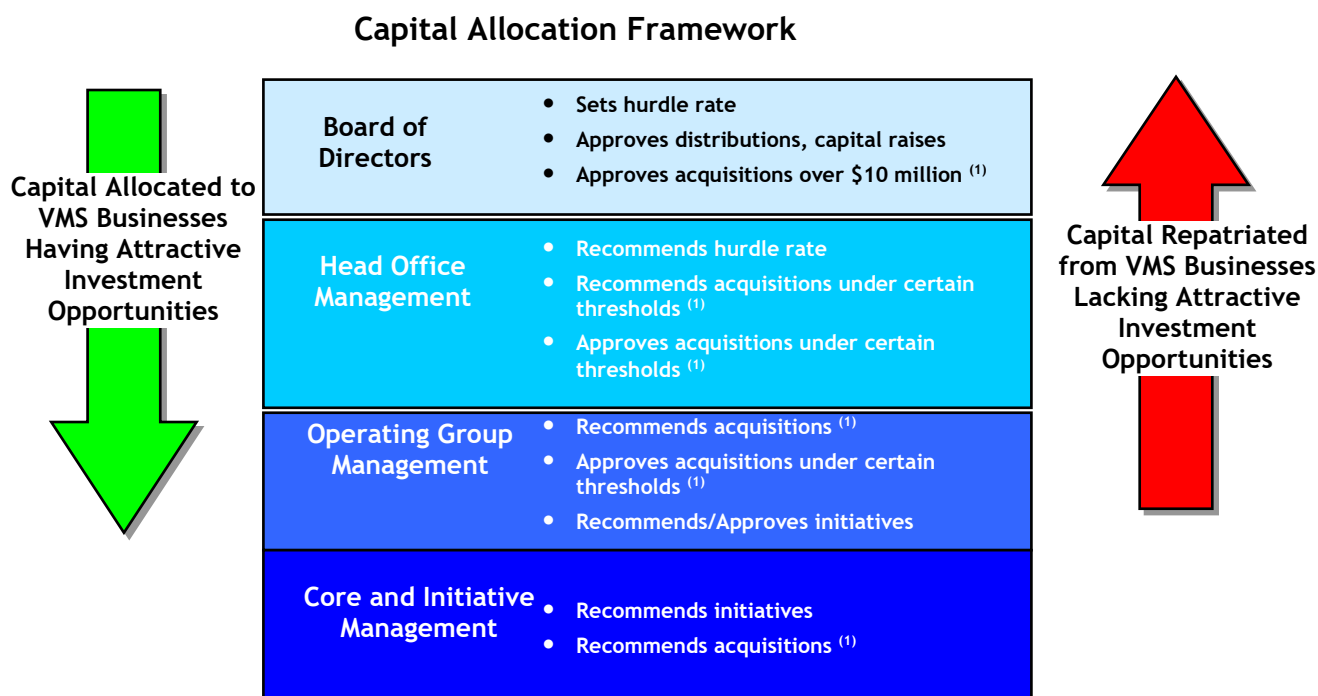 Capital Allocation Framework
Capital Allocated to
VMS Businesses
Having Attractive
Investment
Opportunities
Board of
Directors
• Sets hurdle rate
• Approves distributions, capital raises
• Approves acquisitions over $10 million (1)
Head Office
Management
• Recommends hurdle rate
• Recommends acquisitions under certain
thresholds (1)
• Approves acquisitions under certain
thresholds (1)
Operating Group
Management
• Recommends acquisitions (1)
• Approves acquisitions under certain
thresholds (1)
• Recommends/Approves initiatives
Core and Initiative
Management
• Recommends initiatives
• Recommends acquisitions (1)
Capital Repatriated
from VMS Businesses
Lacking Attractive
Investment
Opportunities